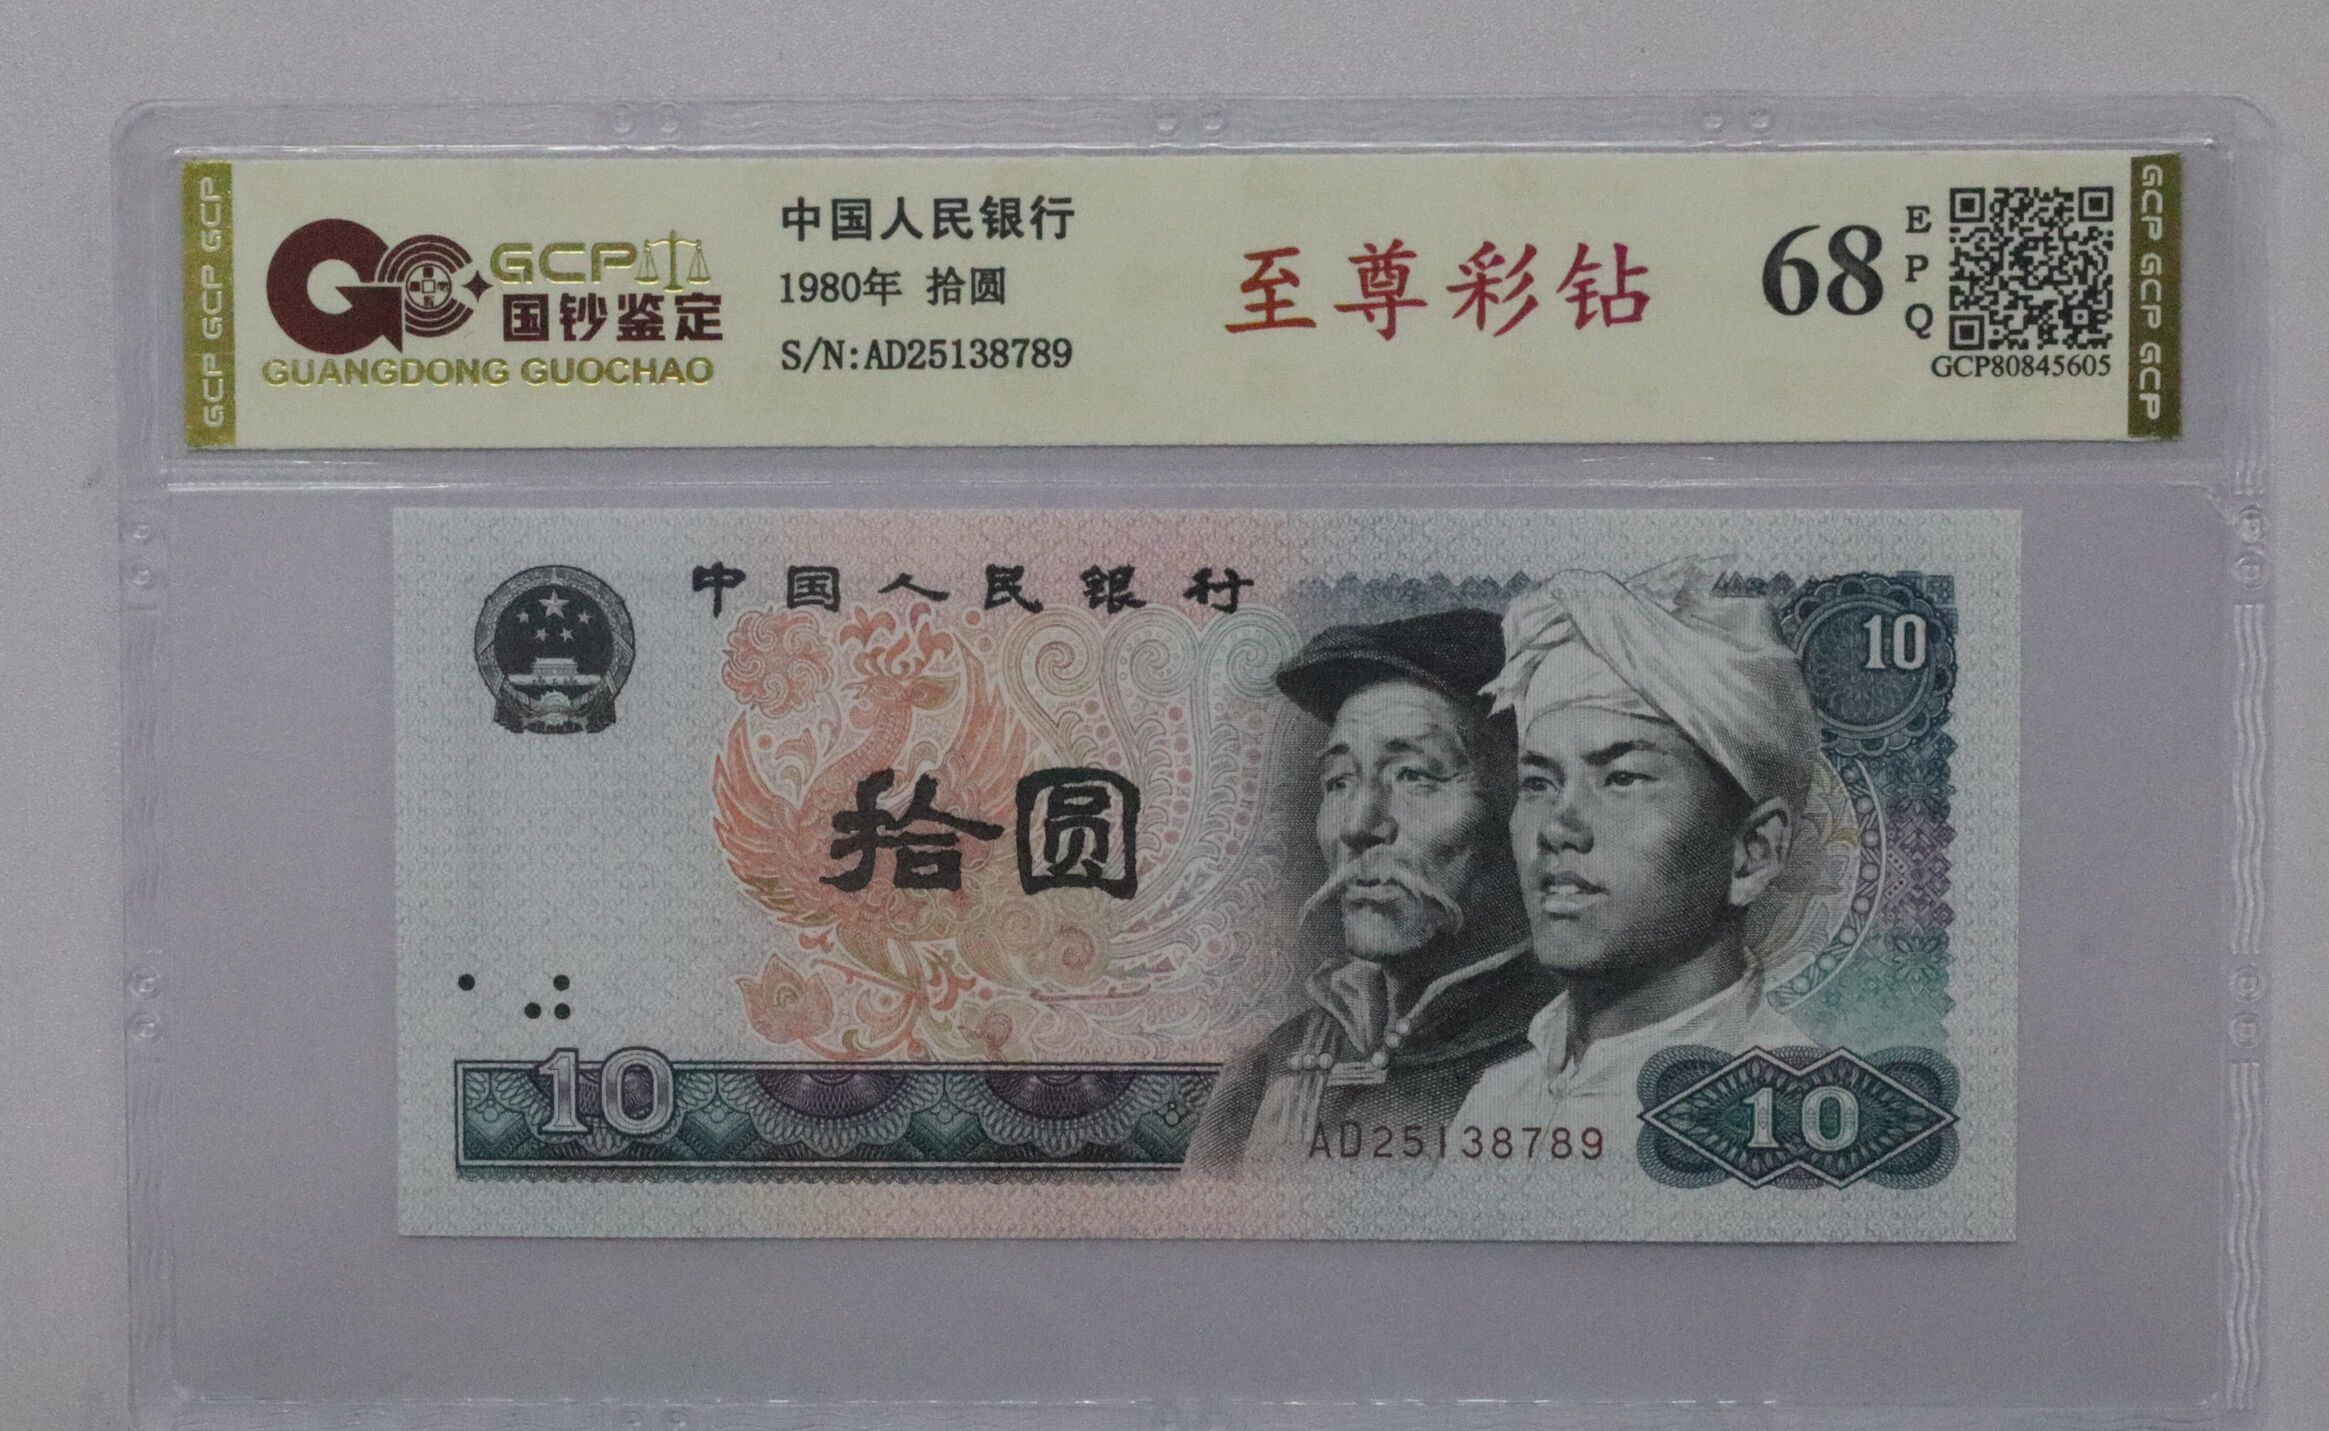 GCP GCP GCP
GCP
国钞鉴定
GUANGDONG GUOCHAO
中国人民银行
1980年 拾圆
S/N:AD25138789
至尊彩钻
68
EPQ
GCP80845605
GCP GCP GCP
中国人民银行
10
拾圆
10
AD25138789
10